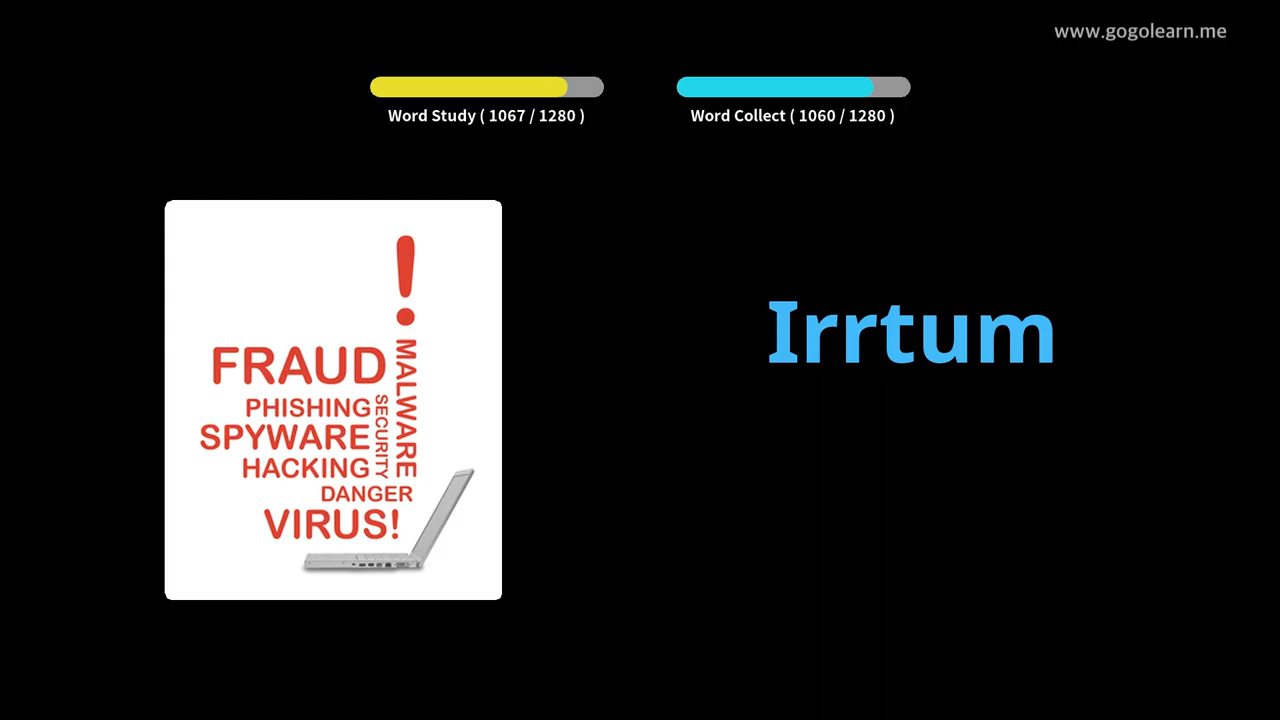 www.gogolearn.me
Word Study ( 1067 / 1280 )
Word Collect ( 1060 / 1280 )
!
FRAUD
MALWARE
PHISHING
SECURITY
SPYWARE
HACKING
DANGER
VIRUS!
Irrtum